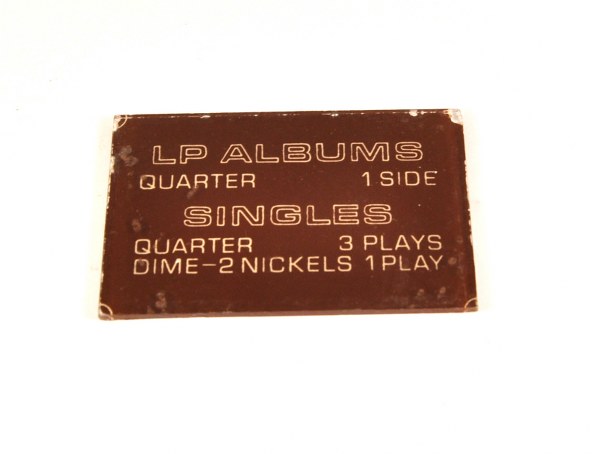 LP ALBUMS
QUARTER 1 SIDE
SINGLES
QUARTER 3 PLAYS
DIME-2 NICKELS 1 PLAY